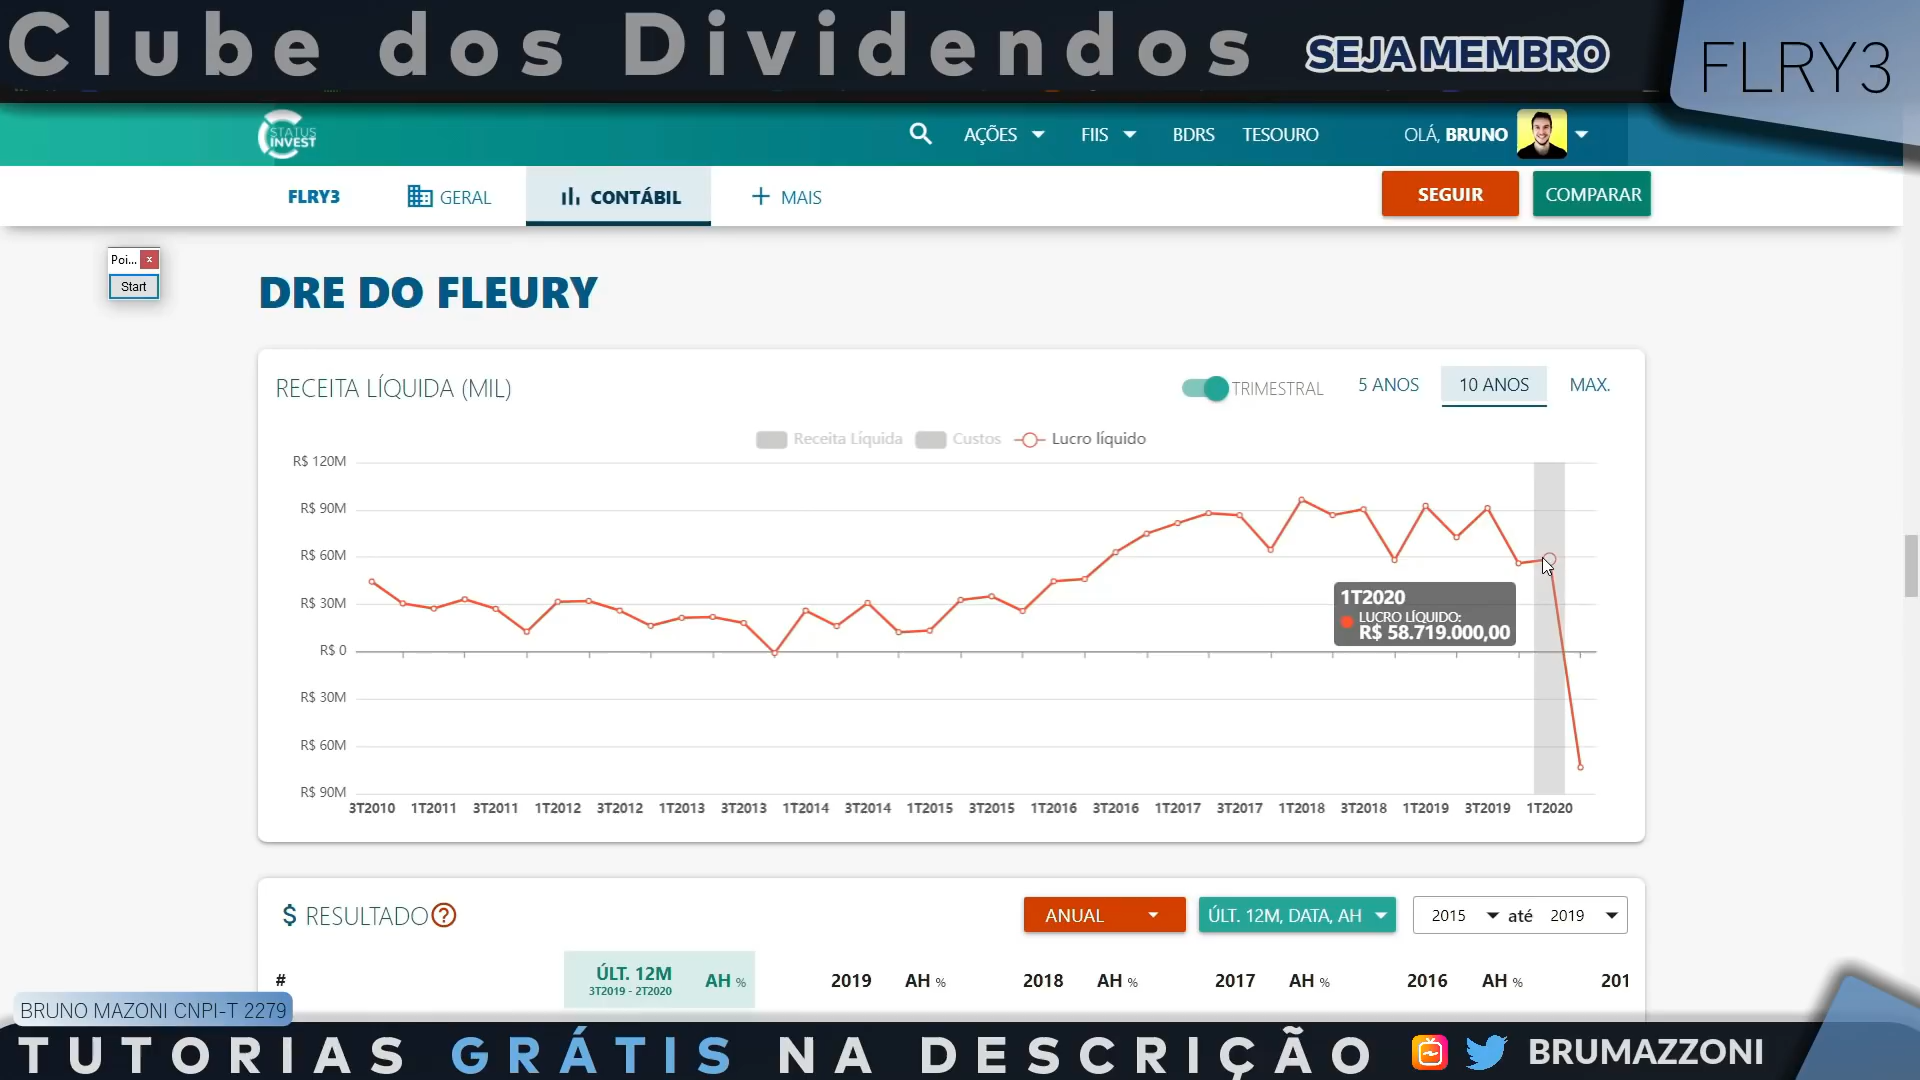 Clube dos Dividendos
SEJA MEMBRO
FLRY3
STATUS
INVEST
AÇÕES
FIIS
BDRS
TESOURO
OLÁ, BRUNO
FLRY3
GERAL
CONTÁBIL
MAIS
SEGUIR
COMPARAR
Poi... x
Start
DRE DO FLEURY
RECEITA LÍQUIDA (MIL)
TRIMESTRAL
5 ANOS
10 ANOS
MAX.
Receita Líquida
Custos
Lucro líquido
R$ 120M
R$ 90M
R$ 60M
R$ 30M
R$ 0
R$ 30M
R$ 60M
R$ 90M
1T2020
LUCRO LÍQUIDO:
R$ 58.719.000,00
3T2010 1T2011 3T2011 1T2012 3T2012 1T2013 3T2013 1T2014 3T2014 1T2015 3T2015 1T2016 3T2016 1T2017 3T2017 1T2018 3T2018 1T2019 3T2019 1T2020
$ RESULTADO ?
ANUAL
ÚLT. 12M, DATA, AH
2015 até 2019
# ÚLT. 12M AH % 2019 AH % 2018 AH % 2017 AH % 2016 AH % 201
3T2019 - 2T2020
BRUNO MAZONI CNPI-T 2279
TUTORIAS GRÁTIS NA DESCRIÇÃO
BRUMAZZONI